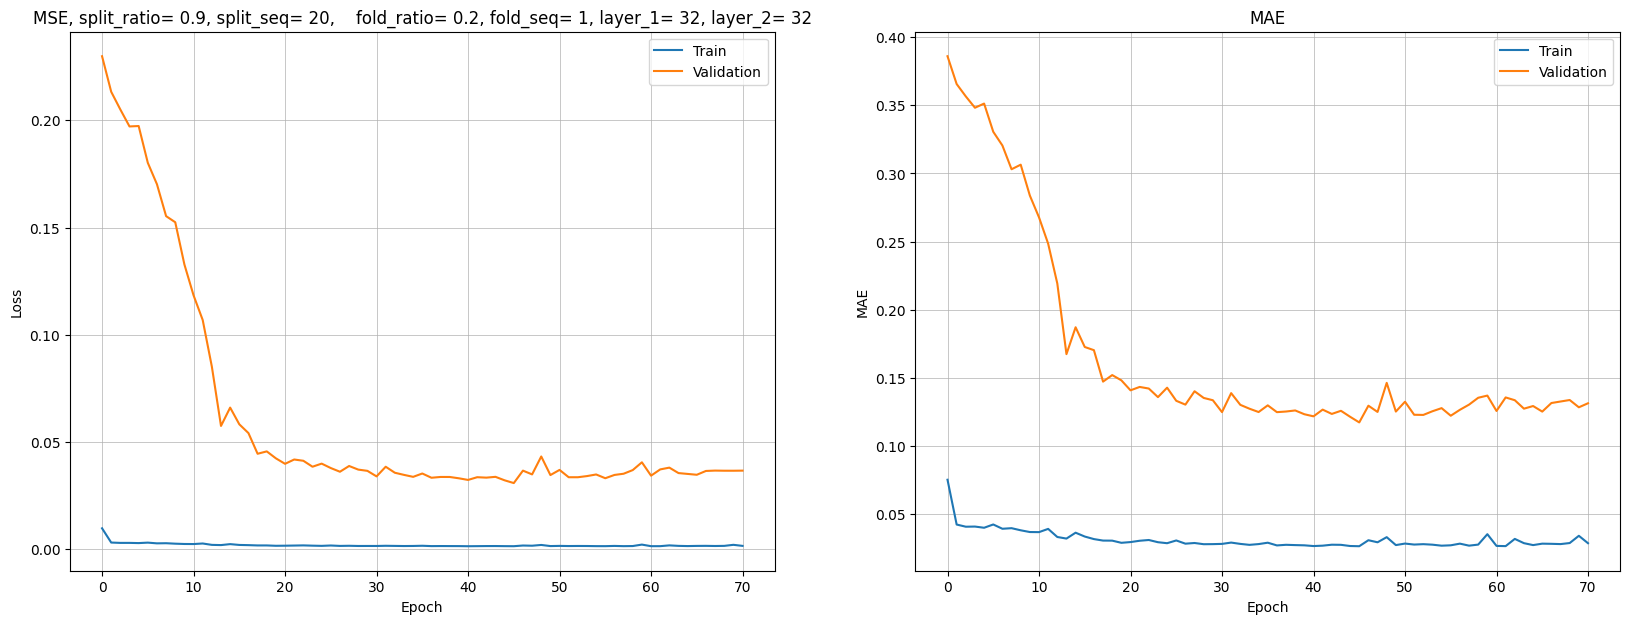 MSE, split_ratio= 0.9, split_seq= 20,    fold_ratio= 0.2, fold_seq= 1, layer_1= 32, layer_2= 32
Train
Validation
0.20
0.15
0.10
0.05
0.00
Loss
0 10 20 30 40 50 60 70
Epoch
MAE
Train
Validation
0.40
0.35
0.30
0.25
0.20
0.15
0.10
0.05
MAE
0 10 20 30 40 50 60 70
Epoch